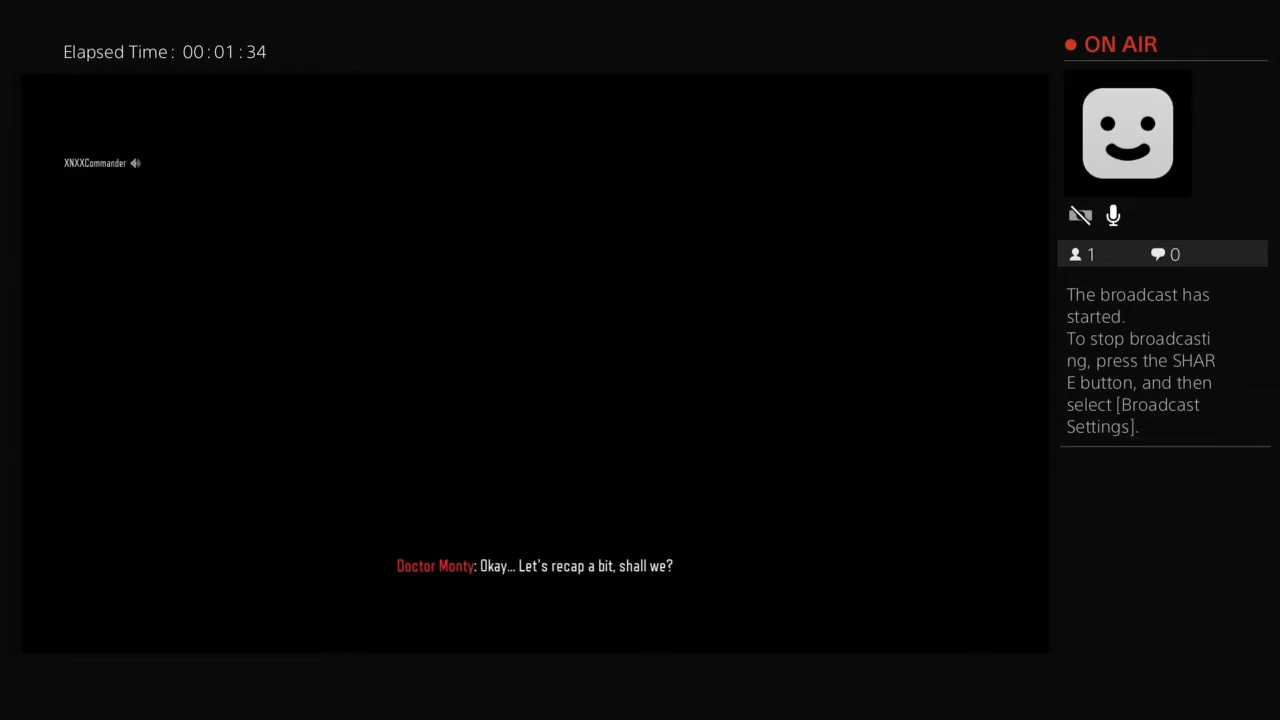 Elapsed Time: 00:01:34
ON AIR
XNXXCommander
1 0
The broadcast has
started.
To stop broadcasti
ng, press the SHAR
E button, and then
select [Broadcast
Settings].
Doctor Monty: Okay... Let's recap a bit, shall we?